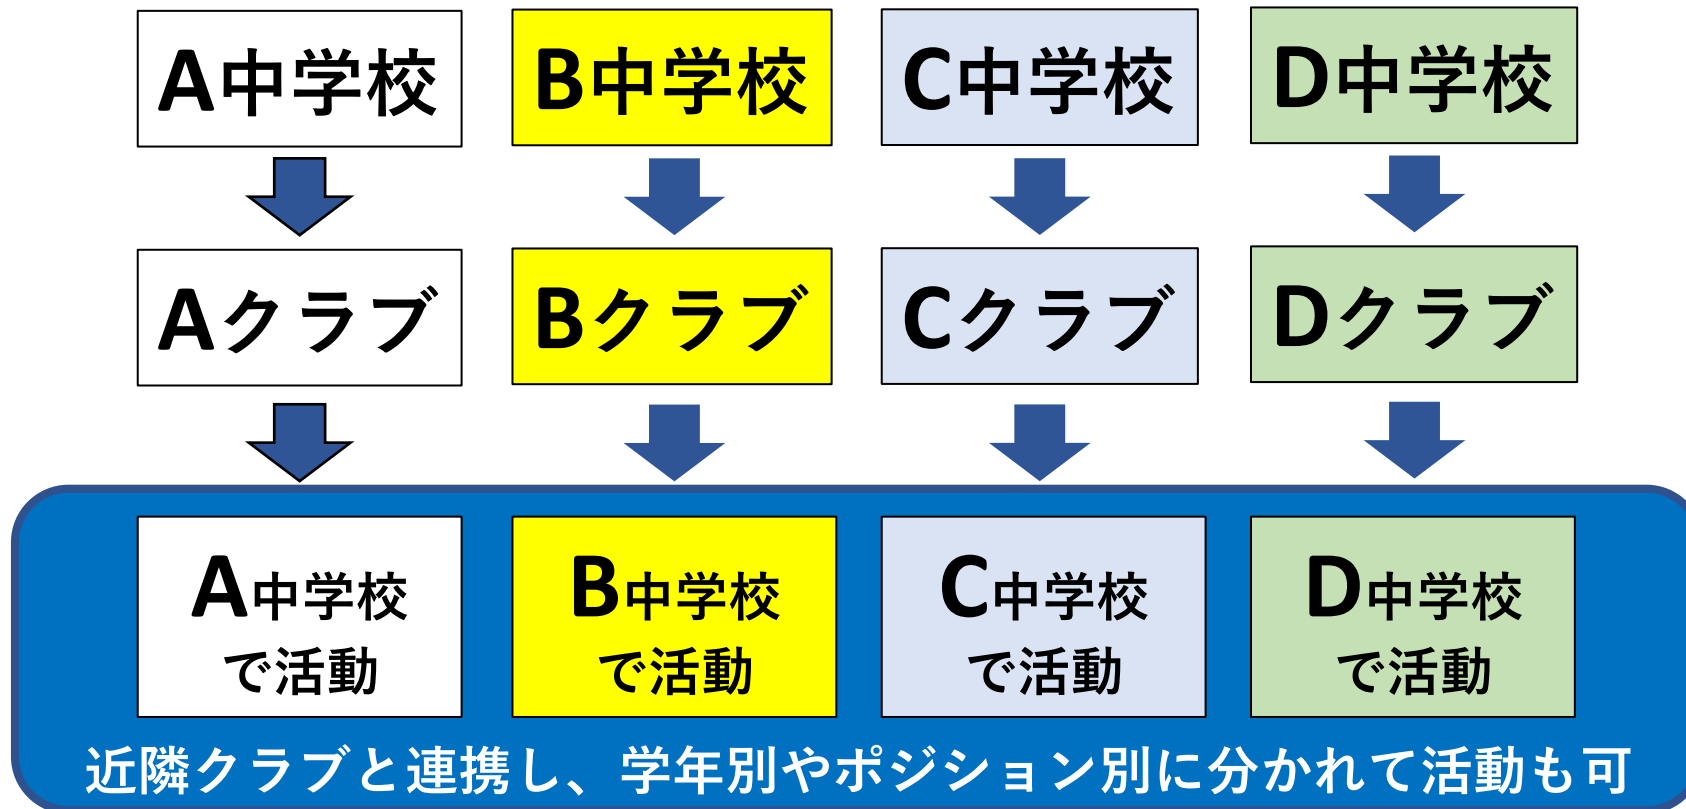 A中学校
B中学校
C中学校
D中学校
Aクラブ
Bクラブ
Cクラブ
Dクラブ
A中学校
で活動
B中学校
で活動
C中学校
で活動
D中学校
で活動
近隣クラブと連携し、学年別やポジション別に分かれて活動も可